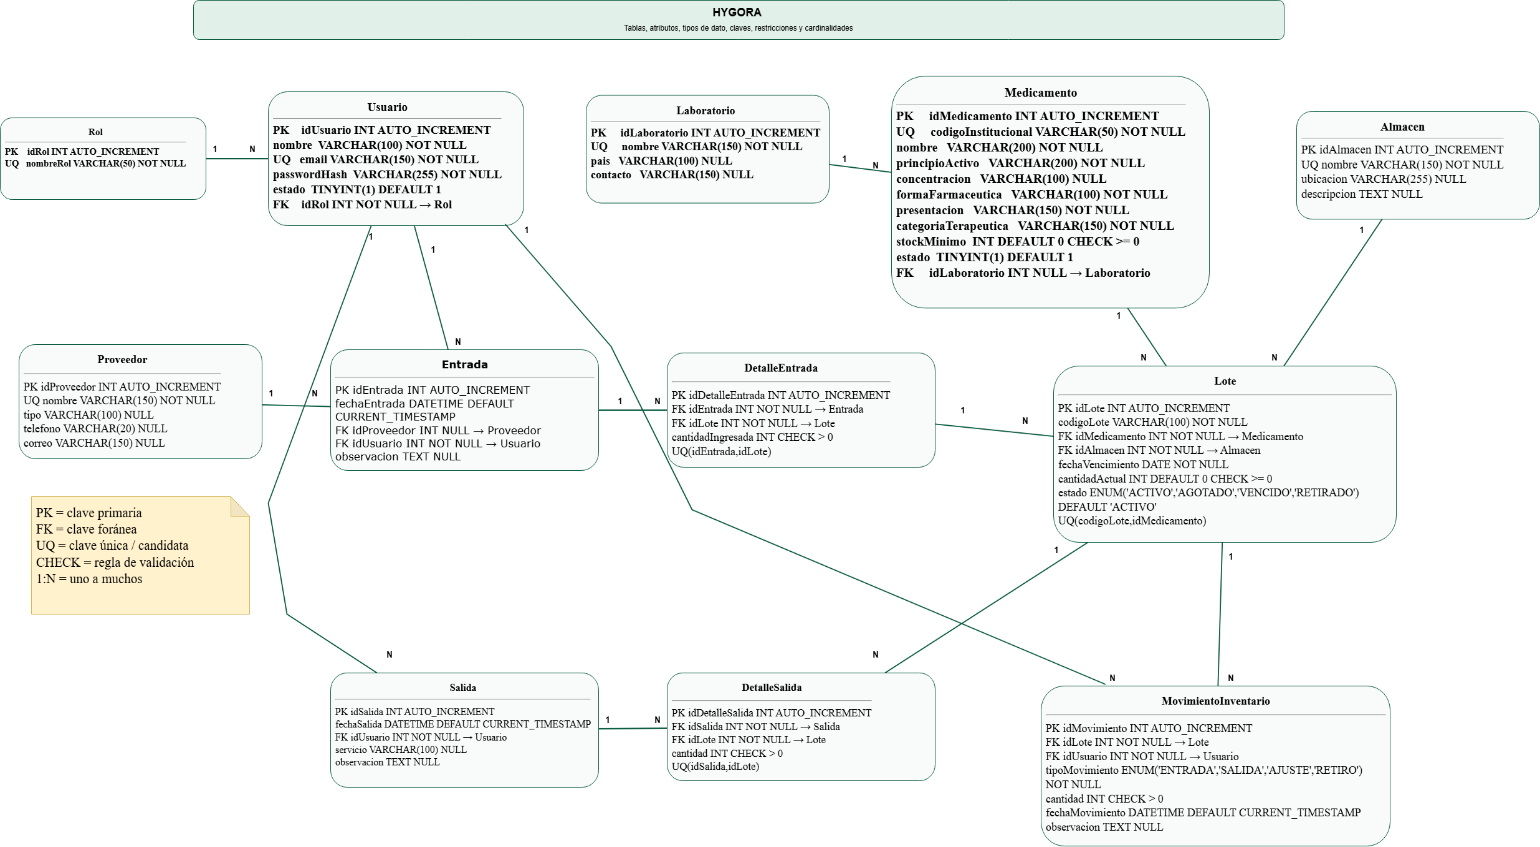 HYGORA
Tablas, atributos, tipos de dato, claves, restricciones y cardinalidades
Rol
PK idRol INT AUTO_INCREMENT
UQ nombreRol VARCHAR(50) NOT NULL
1
N
Usuario
PK idUsuario INT AUTO_INCREMENT
nombre VARCHAR(100) NOT NULL
UQ email VARCHAR(150) NOT NULL
passwordHash VARCHAR(255) NOT NULL
estado TINYINT(1) DEFAULT 1
FK idRol INT NOT NULL → Rol
Laboratorio
PK idLaboratorio INT AUTO_INCREMENT
UQ nombre VARCHAR(150) NOT NULL
pais VARCHAR(100) NULL
contacto VARCHAR(150) NULL
1
N
Medicamento
PK idMedicamento INT AUTO_INCREMENT
UQ codigoInstitucional VARCHAR(50) NOT NULL
nombre VARCHAR(200) NOT NULL
principioActivo VARCHAR(200) NOT NULL
concentracion VARCHAR(100) NULL
formaFarmaceutica VARCHAR(100) NOT NULL
presentacion VARCHAR(150) NOT NULL
categoriaTerapeutica VARCHAR(150) NOT NULL
stockMinimo INT DEFAULT 0 CHECK >= 0
estado TINYINT(1) DEFAULT 1
FK idLaboratorio INT NULL → Laboratorio
Almacen
PK idAlmacen INT AUTO_INCREMENT
UQ nombre VARCHAR(150) NOT NULL
ubicacion VARCHAR(255) NULL
descripcion TEXT NULL
1
1
1
1
1
N
N
N
Proveedor
PK idProveedor INT AUTO_INCREMENT
UQ nombre VARCHAR(150) NOT NULL
tipo VARCHAR(100) NULL
telefono VARCHAR(20) NULL
correo VARCHAR(150) NULL
1
N
Entrada
PK idEntrada INT AUTO_INCREMENT
fechaEntrada DATETIME DEFAULT
CURRENT_TIMESTAMP
FK idProveedor INT NULL → Proveedor
FK idUsuario INT NOT NULL → Usuario
observacion TEXT NULL
1
N
DetalleEntrada
PK idDetalleEntrada INT AUTO_INCREMENT
FK idEntrada INT NOT NULL → Entrada
FK idLote INT NOT NULL → Lote
cantidadIngresada INT CHECK > 0
UQ(idEntrada,idLote)
1
N
Lote
PK idLote INT AUTO_INCREMENT
codigoLote VARCHAR(100) NOT NULL
FK idMedicamento INT NOT NULL → Medicamento
FK idAlmacen INT NOT NULL → Almacen
fechaVencimiento DATE NOT NULL
cantidadActual INT DEFAULT 0 CHECK >= 0
estado ENUM('ACTIVO','AGOTADO','VENCIDO','RETIRADO')
DEFAULT 'ACTIVO'
UQ(codigoLote,idMedicamento)
PK = clave primaria
FK = clave foránea
UQ = clave única / candidata
CHECK = regla de validación
1:N = uno a muchos
1
1
N
N
N
N
Salida
PK idSalida INT AUTO_INCREMENT
fechaSalida DATETIME DEFAULT CURRENT_TIMESTAMP
FK idUsuario INT NOT NULL → Usuario
servicio VARCHAR(100) NULL
observacion TEXT NULL
1
N
DetalleSalida
PK idDetalleSalida INT AUTO_INCREMENT
FK idSalida INT NOT NULL → Salida
FK idLote INT NOT NULL → Lote
cantidad INT CHECK > 0
UQ(idSalida,idLote)
MovimientoInventario
PK idMovimiento INT AUTO_INCREMENT
FK idLote INT NOT NULL → Lote
FK idUsuario INT NOT NULL → Usuario
tipoMovimiento ENUM('ENTRADA','SALIDA','AJUSTE','RETIRO')
NOT NULL
cantidad INT CHECK > 0
fechaMovimiento DATETIME DEFAULT CURRENT_TIMESTAMP
observacion TEXT NULL